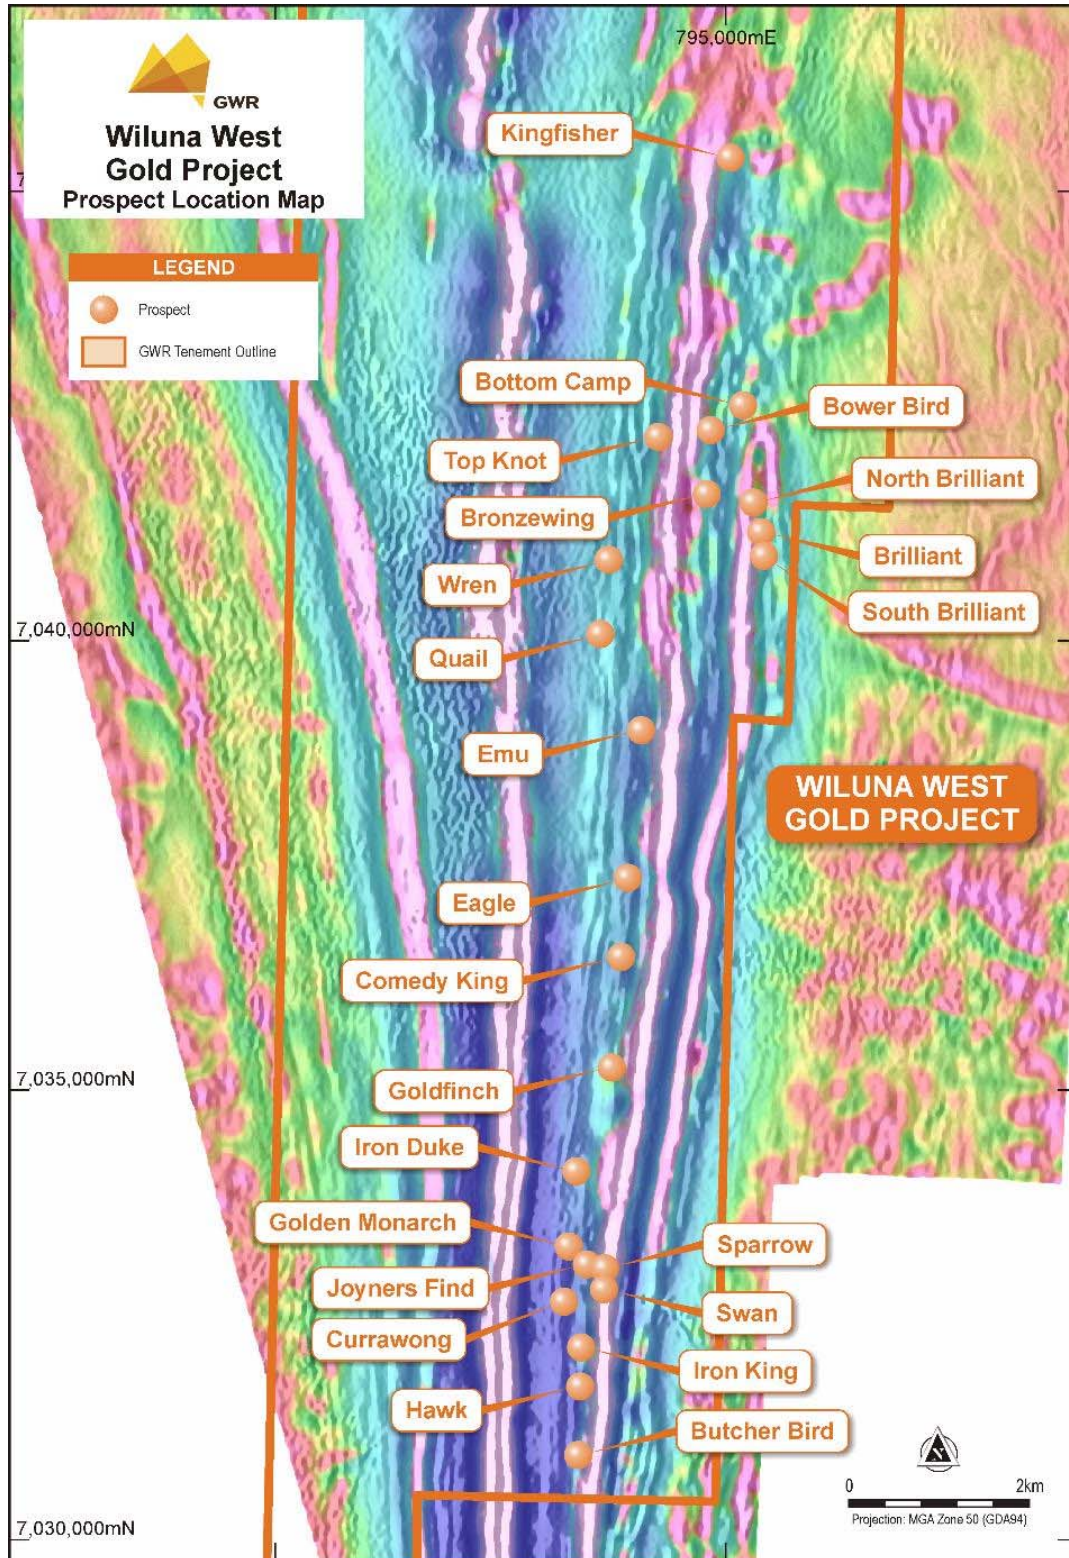 795,000mE
GWR
Wiluna West
Gold Project
Prospect Location Map
LEGEND
Prospect
GWR Tenement Outline
Kingfisher
Bottom Camp
Bower Bird
Top Knot
North Brilliant
Bronzewing
Brilliant
Wren
South Brilliant
7,040,000mN
Quail
Emu
WILUNA WEST
GOLD PROJECT
Eagle
Comedy King
7,035,000mN
Goldfinch
Iron Duke
Golden Monarch
Sparrow
Joyners Find
Swan
Currawong
Iron King
Hawk
Butcher Bird
N
0 2km
Projection: MGA Zone 50 (GDA94)
7,030,000mN